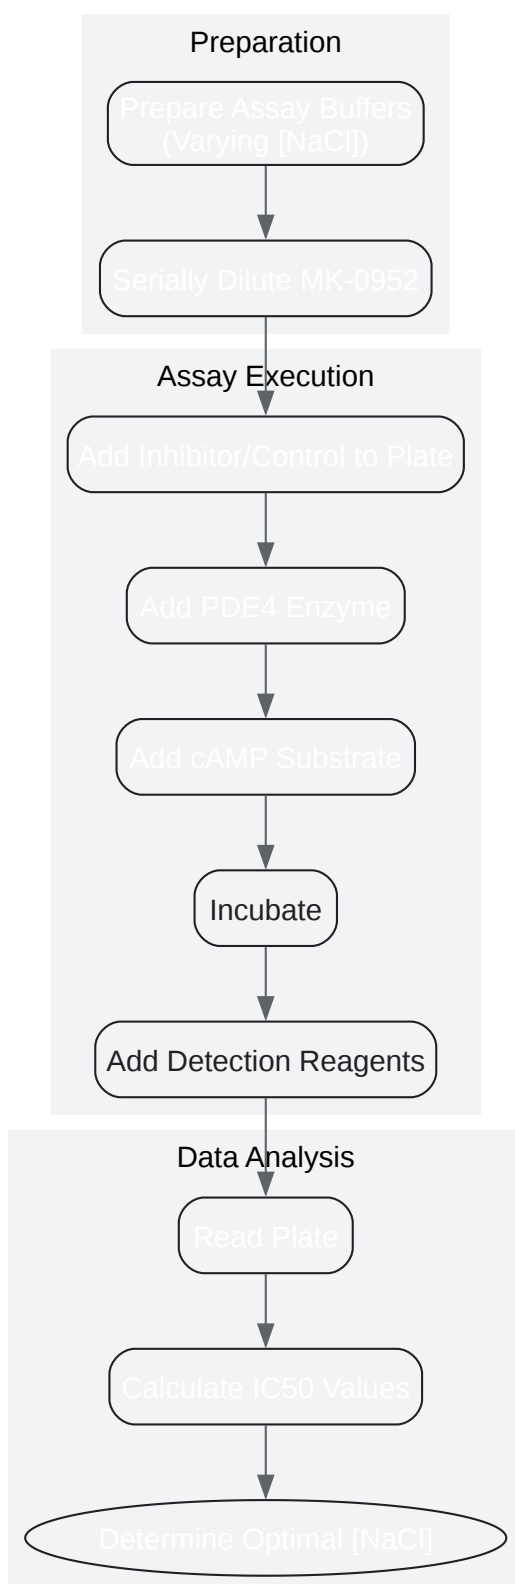 Preparation
Prepare Assay Buffers
(Varying [NaCl])
Serially Dilute MK-0952
Assay Execution
Add Inhibitor/Control to Plate
Add PDE4 Enzyme
Add cAMP Substrate
Incubate
Add Detection Reagents
Data Analysis
Read Plate
Calculate IC50 Values
Determine Optimal [NaCl]